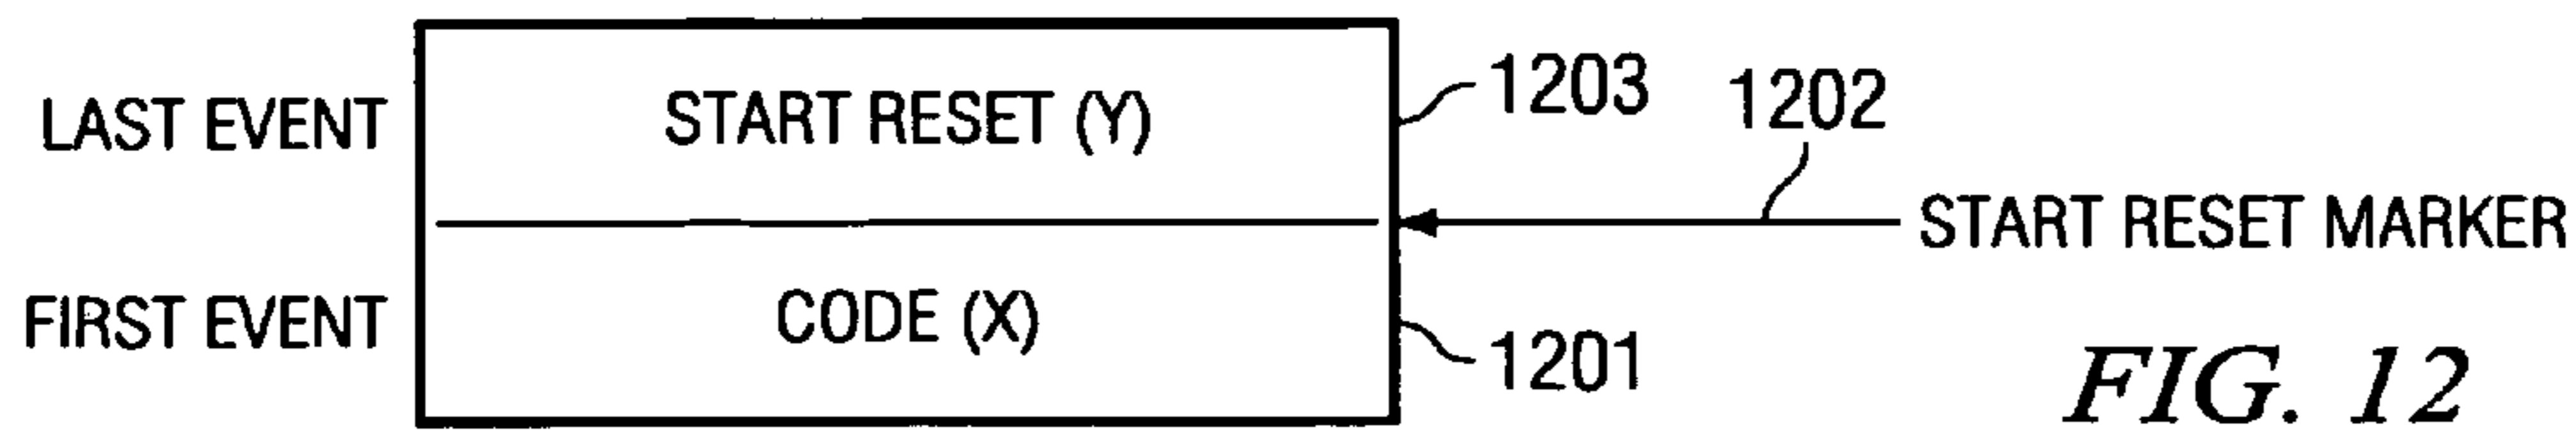 LAST EVENT START RESET (Y) 1203 1202
START RESET MARKER
FIRST EVENT CODE (X) 1201
FIG. 12